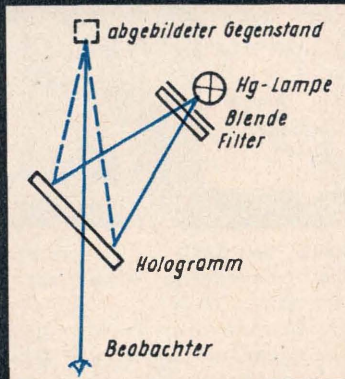 abgebildeter Gegenstand
Hg-Lampe
Blende
Filter
Hologramm
Beobachter